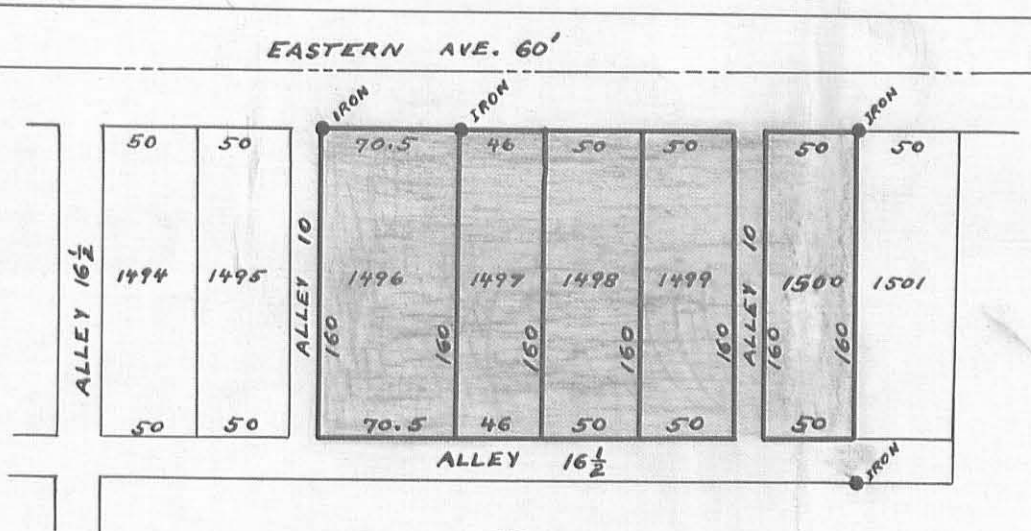 EASTERN AVE. 60'
IRON IRON IRON
50 50 70.5 46 50 50 50 50
ALLEY 16½
1494 1495
ALLEY 10
1496 1497 1498 1499
ALLEY 10
1500 1501
160 160 160 160 160 160 160
50 50 70.5 46 50 50 50
ALLEY 16½
IRON